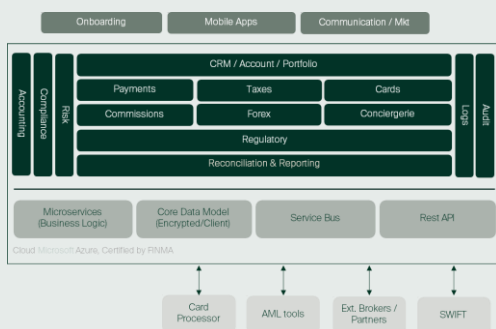 Onboarding
Mobile Apps
Communication / Mkt
Accounting
Compliance
Risk
CRM / Account / Portfolio
Payments
Taxes
Cards
Commissions
Forex
Conciergerie
Regulatory
Reconciliation & Reporting
Logs
Audit
Microservices
(Business Logic)
Core Data Model
(Encrypted/Client)
Service Bus
Rest API
Cloud Microsoft Azure, Certified by FINMA
Card
Processor
AML tools
Ext. Brokers /
Partners
SWIFT